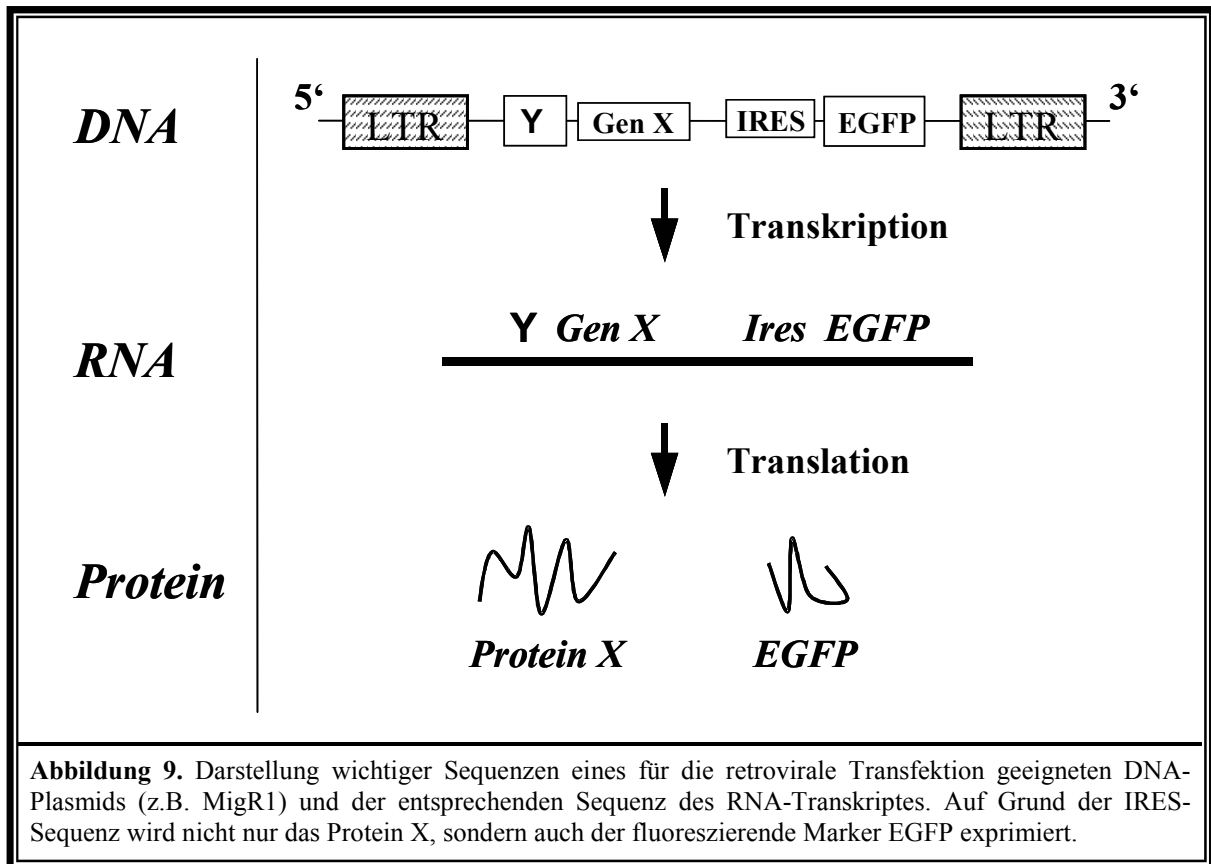 DNA
5‘ 3‘
LTR Y Gen X IRES EGFP LTR
Transkription
RNA
Y Gen X Ires EGFP
Translation
Protein
Protein X EGFP
Abbildung 9. Darstellung wichtiger Sequenzen eines für die retrovirale Transfektion geeigneten DNA-
Plasmids (z.B. MigR1) und der entsprechenden Sequenz des RNA-Transkriptes. Auf Grund der IRES-
Sequenz wird nicht nur das Protein X, sondern auch der fluoreszierende Marker EGFP exprimiert.